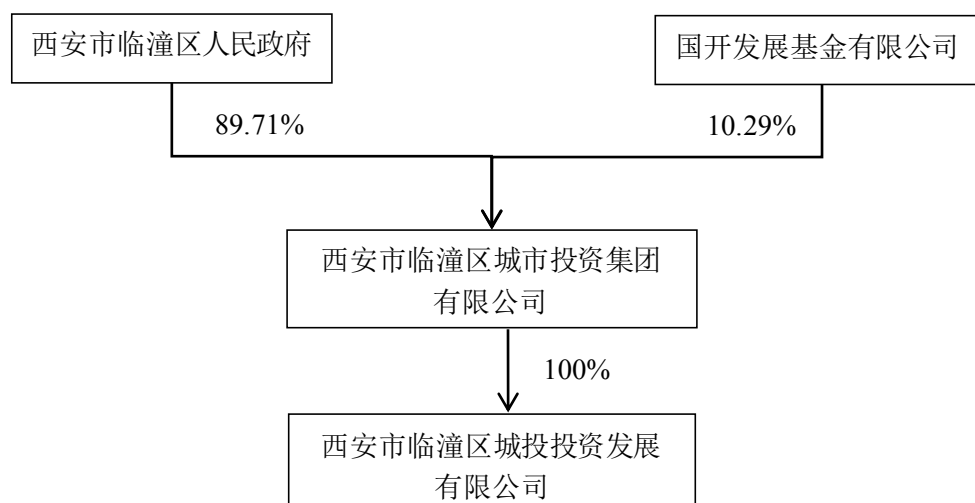 西安市临潼区人民政府
国开发展基金有限公司
89.71%
10.29%
西安市临潼区城市投资集团
有限公司
100%
西安市临潼区城投投资发展
有限公司